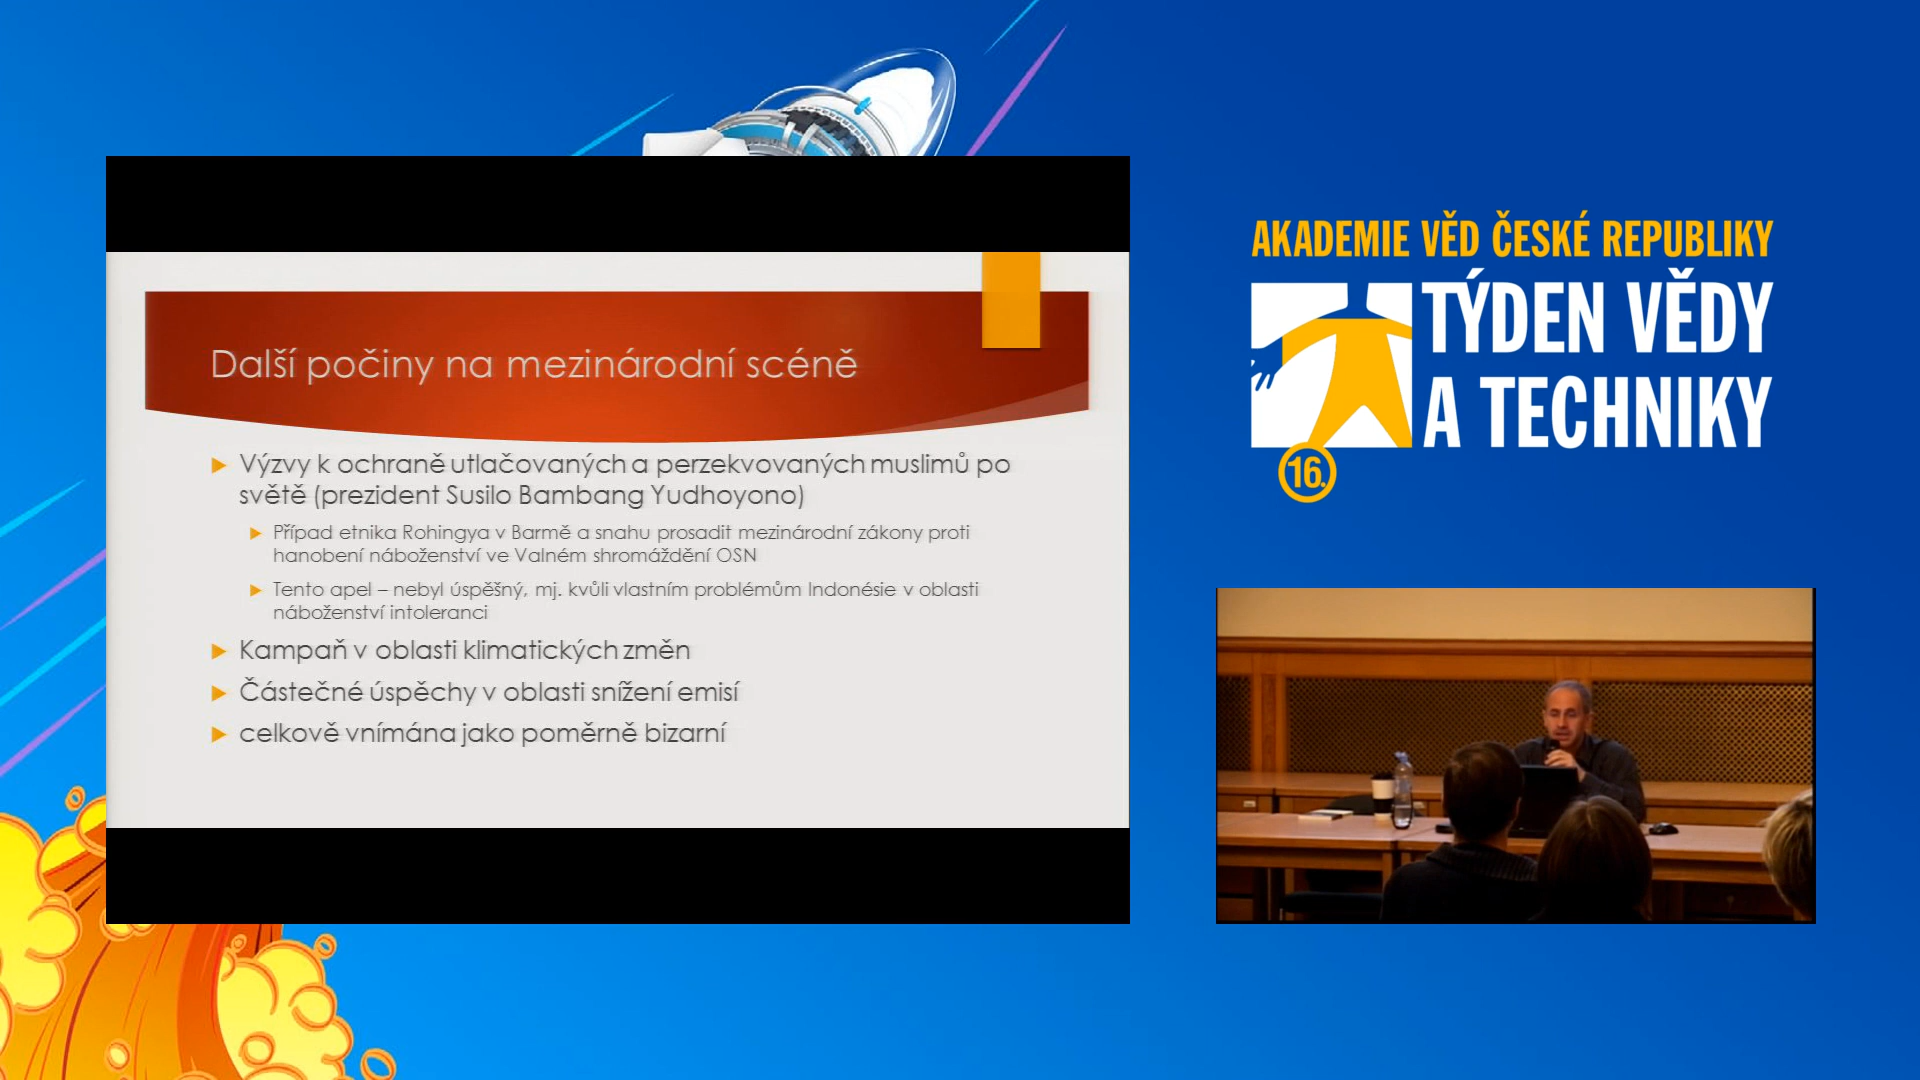 Další počiny na mezinárodní scéně
Výzvy k ochraně utlačovaných a perzekvovaných muslimů po
světě (prezident Susilo Bambang Yudhoyono)
Případ etnika Rohingya v Barmě a snahu prosadit mezinárodní zákony proti
hanobení náboženství ve Valném shromáždění OSN
Tento apel – nebyl úspěšný, mj. kvůli vlastním problémům Indonésie v oblasti
náboženství intoleranci
Kampaň v oblasti klimatických změn
Částečné úspěchy v oblasti snížení emisí
celkově vnímána jako poměrně bizarní
AKADEMIE VĚD ČESKÉ REPUBLIKY
TÝDEN VĚDY
A TECHNIKY
16.